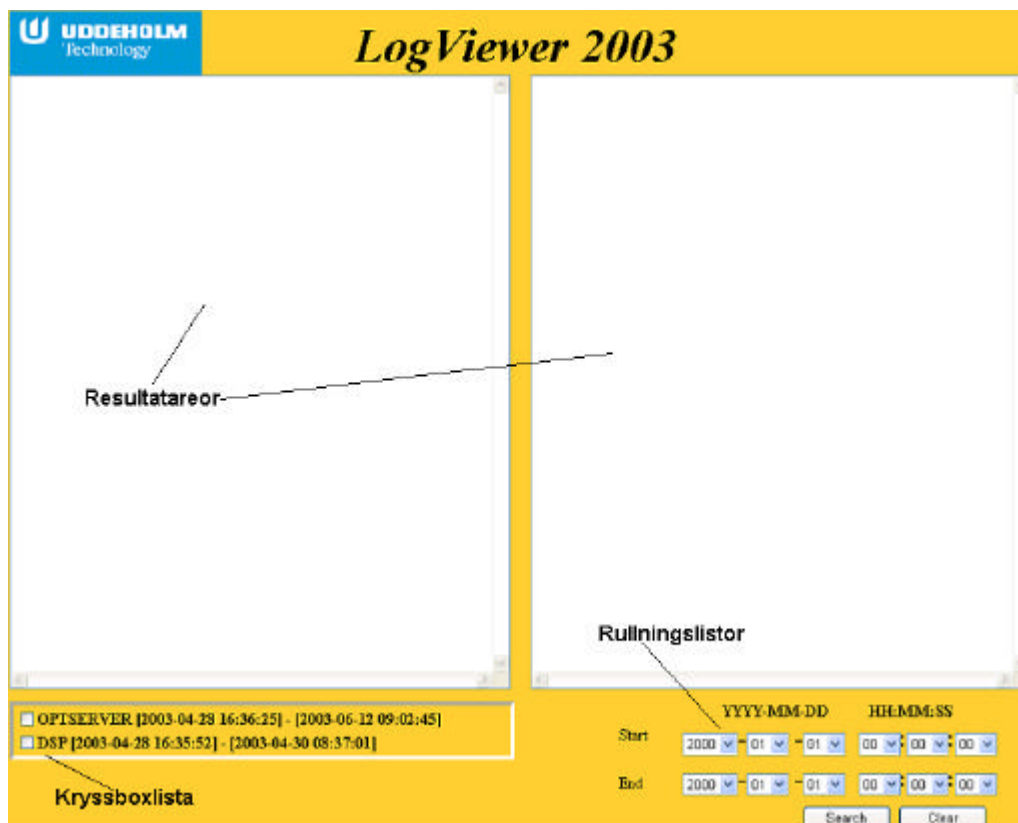 UDDEHOLM
Technology
LogViewer 2003
Resultatareor
Rullningslistor
OPTSERVER [2003-04-28 16:36:25] - [2003-06-12 09:02:45]
DSP [2003-04-28 16:35:52] - [2003-04-30 08:37:01]
Kryssboxlista
YYYY-MM-DD HH:MM:SS
Start 2000 - 01 - 01 00 : 00 : 00
End 2000 - 01 - 01 00 : 00 : 00
Search Clear